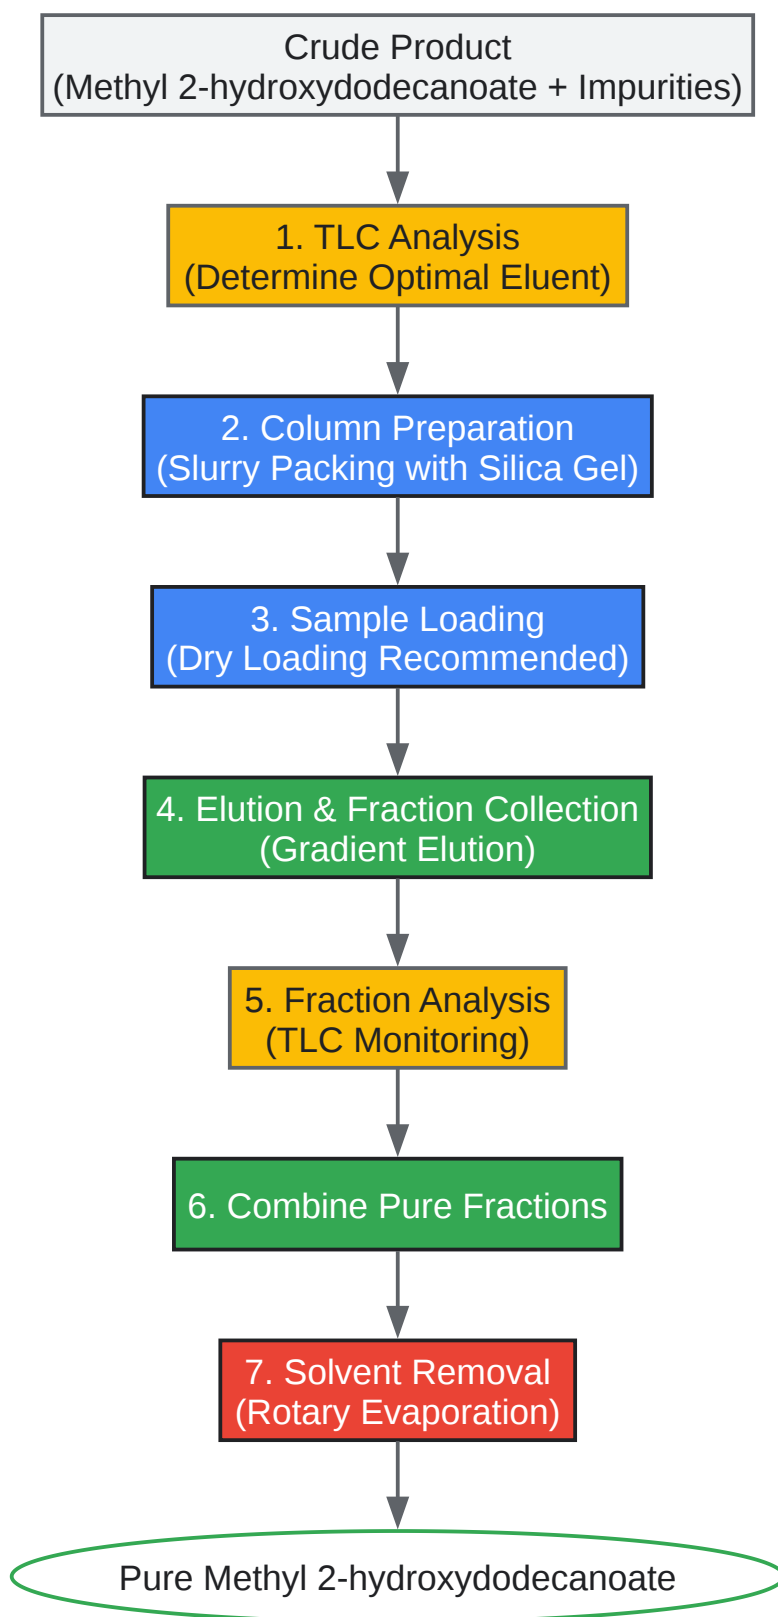 Crude Product
(Methyl 2-hydroxydodecanoate + Impurities)
1. TLC Analysis
(Determine Optimal Eluent)
2. Column Preparation
(Slurry Packing with Silica Gel)
3. Sample Loading
(Dry Loading Recommended)
4. Elution & Fraction Collection
(Gradient Elution)
5. Fraction Analysis
(TLC Monitoring)
6. Combine Pure Fractions
7. Solvent Removal
(Rotary Evaporation)
Pure Methyl 2-hydroxydodecanoate